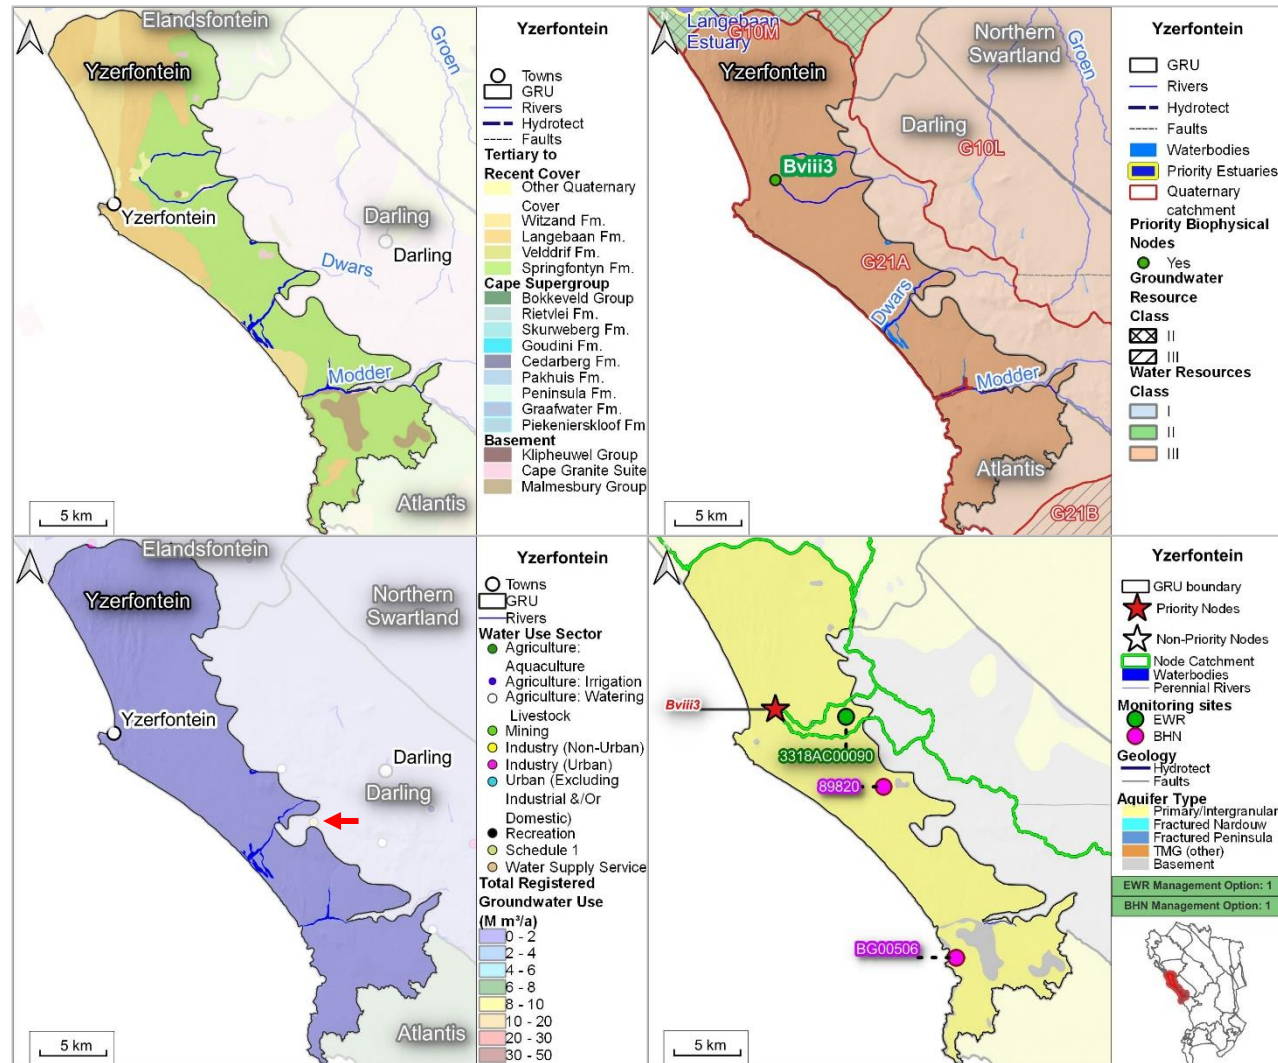 Elandsfontein
Yzerfontein
Groen
Yzerfontein
Darling
Darling
Dwars
Modder
Atlantis
5 km
Yzerfontein
Towns
GRU
Rivers
Hydrotect
Faults
Tertiary to
Recent Cover
Other Quaternary
Cover
Witzand Fm.
Langebaan Fm.
Velddrif Fm.
Springfontyn Fm.
Cape Supergroup
Bokkeveld Group
Rietvlei Fm.
Skurweberg Fm.
Goudini Fm.
Cedarberg Fm.
Pakhuis Fm.
Peninsula Fm.
Graafwater Fm.
Piekenierskloof Fm
Basement
Klipheuwel Group
Cape Granite Suite
Malmesbury Group
Langebaan
Estuary
G10M
Northern
Swartland
Groen
Yzerfontein
Darling
G10L
Bviii3
G21A
Dwars
Modder
Atlantis
G21B
5 km
Yzerfontein
GRU
Rivers
Hydrotect
Faults
Waterbodies
Priority Estuaries
Quaternary
catchment
Priority Biophysical
Nodes
Yes
Groundwater
Resource
Class
II
III
Water Resources
Class
I
II
III
Elandsfontein
Yzerfontein
Northern
Swartland
Yzerfontein
Darling
Darling
Atlantis
5 km
Yzerfontein
Towns
GRU
Rivers
Water Use Sector
Agriculture:
Aquaculture
Agriculture: Irrigation
Agriculture: Watering
Livestock
Mining
Industry (Non-Urban)
Industry (Urban)
Urban (Excluding
Industrial &/Or
Domestic)
Recreation
Schedule 1
Water Supply Service
Total Registered
Groundwater Use
(M m³/a)
0 - 2
2 - 4
4 - 6
6 - 8
8 - 10
10 - 20
20 - 30
30 - 50
Bviii3
3318AC00090
89820
BG00506
5 km
Yzerfontein
GRU boundary
Priority Nodes
Non-Priority Nodes
Node Catchment
Waterbodies
Perennial Rivers
Monitoring sites
EWR
BHN
Geology
Hydrotect
Faults
Aquifer Type
Primary/Intergranular
Fractured Nardouw
Fractured Peninsula
TMG (other)
Basement
EWR Management Option: 1
BHN Management Option: 1